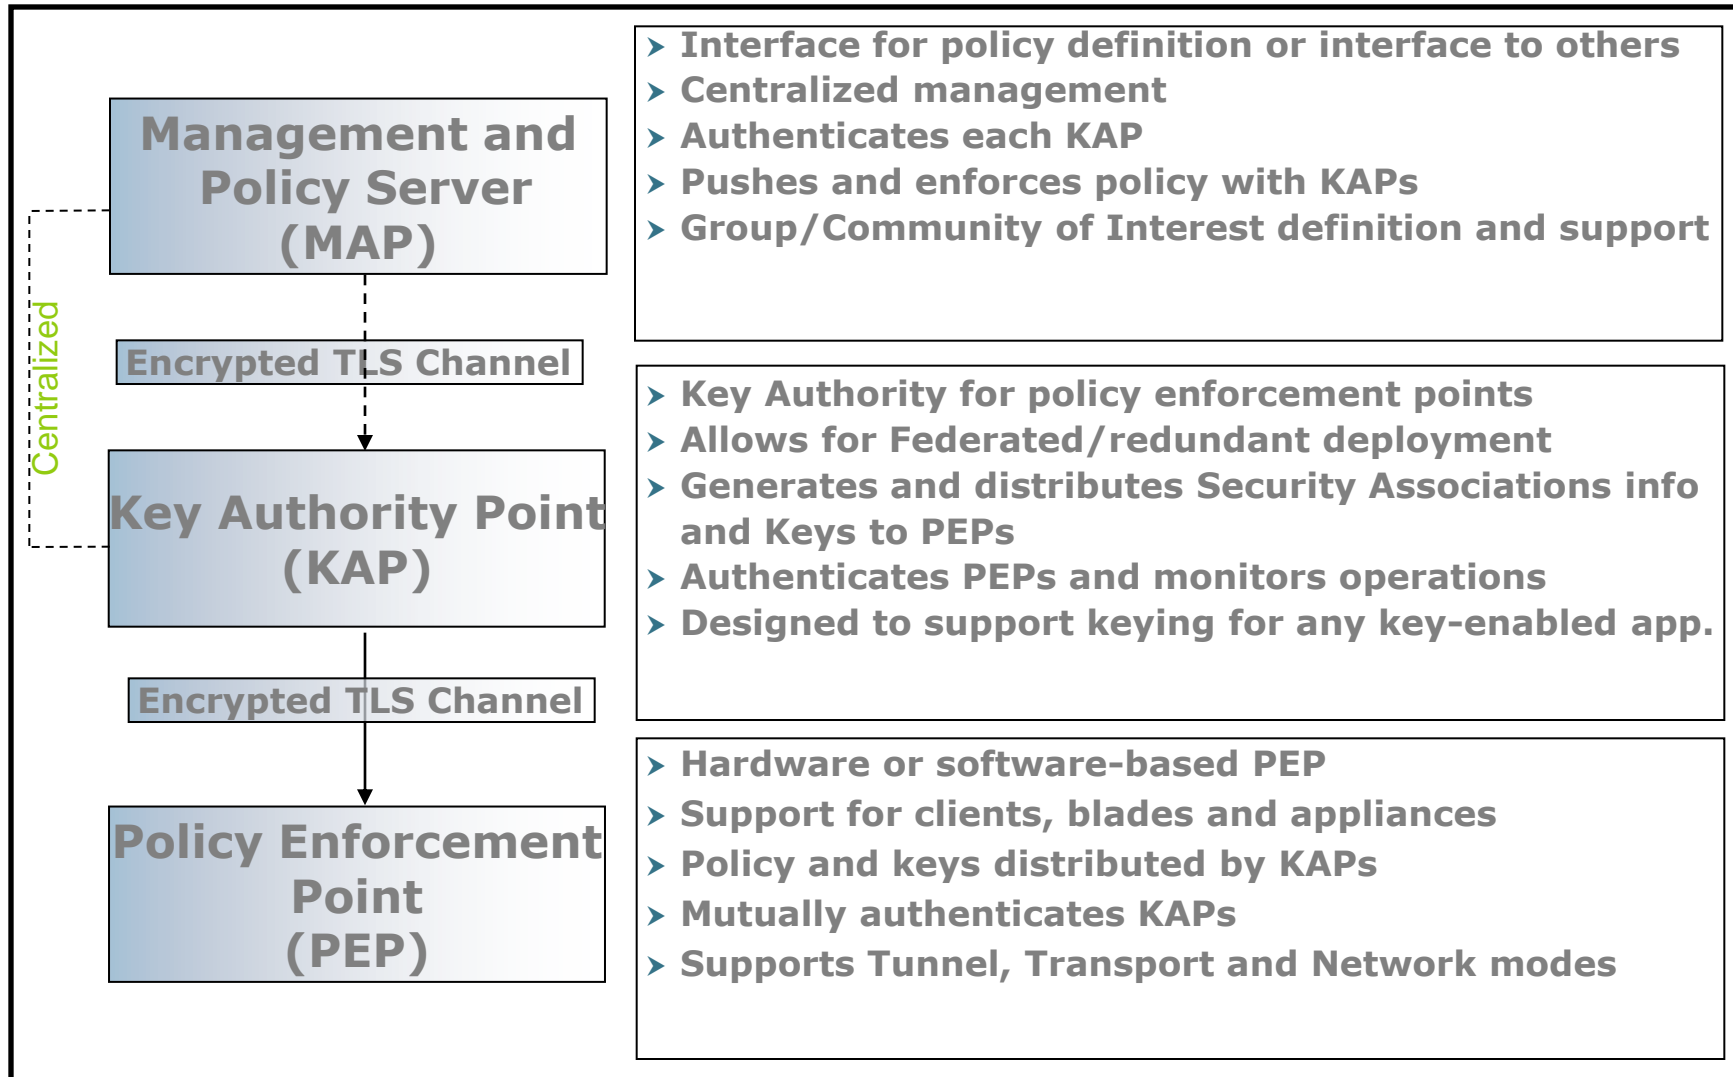 Management and
Policy Server
(MAP)
➢ Interface for policy definition or interface to others
➢ Centralized management
➢ Authenticates each KAP
➢ Pushes and enforces policy with KAPs
➢ Group/Community of Interest definition and support
Centralized
Encrypted TLS Channel
Key Authority Point
(KAP)
➢ Key Authority for policy enforcement points
➢ Allows for Federated/redundant deployment
➢ Generates and distributes Security Associations info
and Keys to PEPs
➢ Authenticates PEPs and monitors operations
➢ Designed to support keying for any key-enabled app.
Encrypted TLS Channel
Policy Enforcement
Point
(PEP)
➢ Hardware or software-based PEP
➢ Support for clients, blades and appliances
➢ Policy and keys distributed by KAPs
➢ Mutually authenticates KAPs
➢ Supports Tunnel, Transport and Network modes